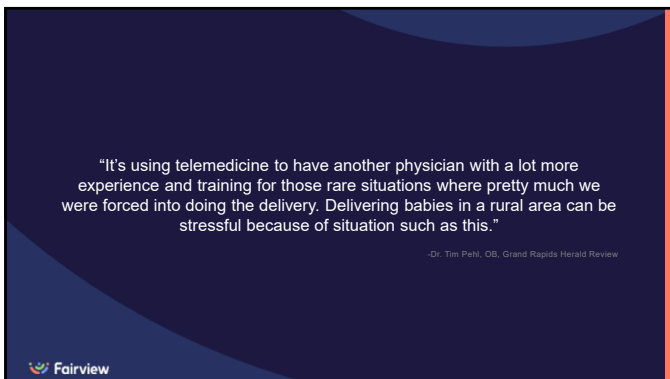 “It’s using telemedicine to have another physician with a lot more
experience and training for those rare situations where pretty much we
were forced into doing the delivery. Delivering babies in a rural area can be
stressful because of situation such as this.”
-Dr. Tim Pehl, OB, Grand Rapids Herald Review
Fairview